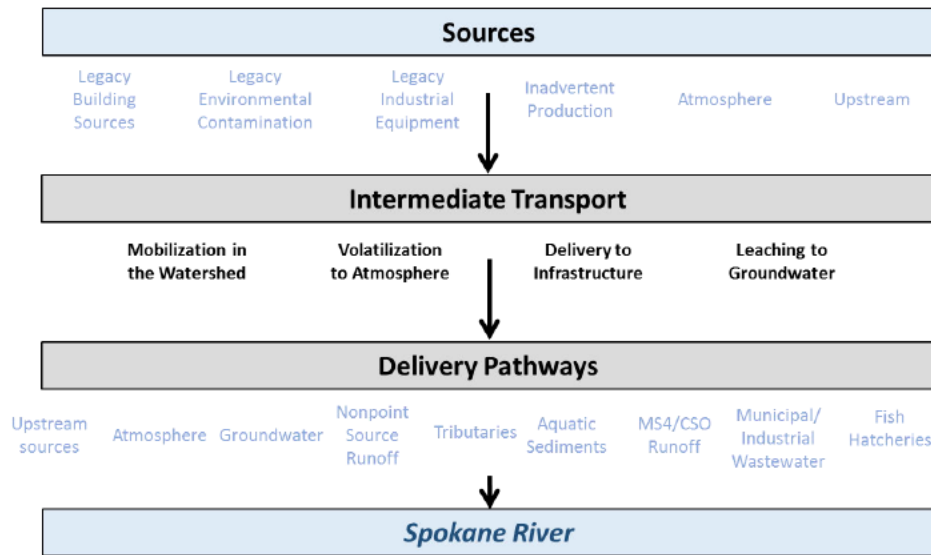 Sources
Legacy
Building
Sources
Legacy
Environmental
Contamination
Legacy
Industrial
Equipment
Inadvertent
Production
Atmosphere
Upstream
Intermediate Transport
Mobilization in
the Watershed
Volatilization
to Atmosphere
Delivery to
Infrastructure
Leaching to
Groundwater
Delivery Pathways
Upstream
sources
Atmosphere
Groundwater
Nonpoint
Source
Runoff
Tributaries
Aquatic
Sediments
MS4/CSO
Runoff
Municipal/
Industrial
Wastewater
Fish
Hatcheries
Spokane River